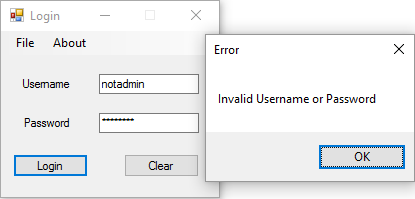 Login
File About
Username notadmin
Password ********
Login Clear
Error
Invalid Username or Password
OK